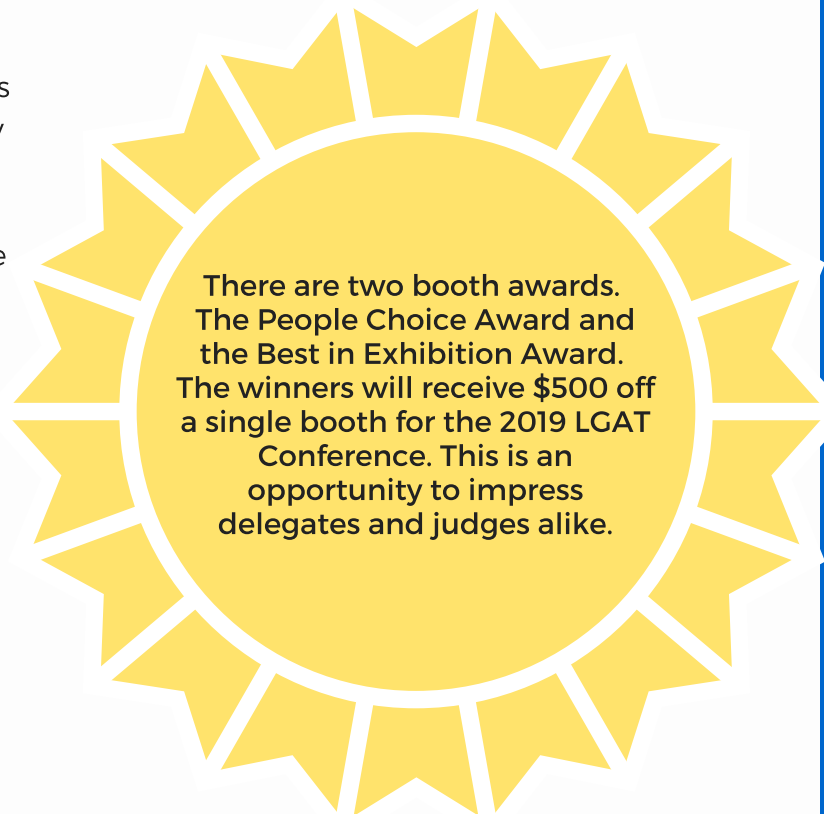 There are two booth awards.
The People Choice Award and
the Best in Exhibition Award.
The winners will receive $500 off
a single booth for the 2019 LGAT
Conference. This is an
opportunity to impress
delegates and judges alike.